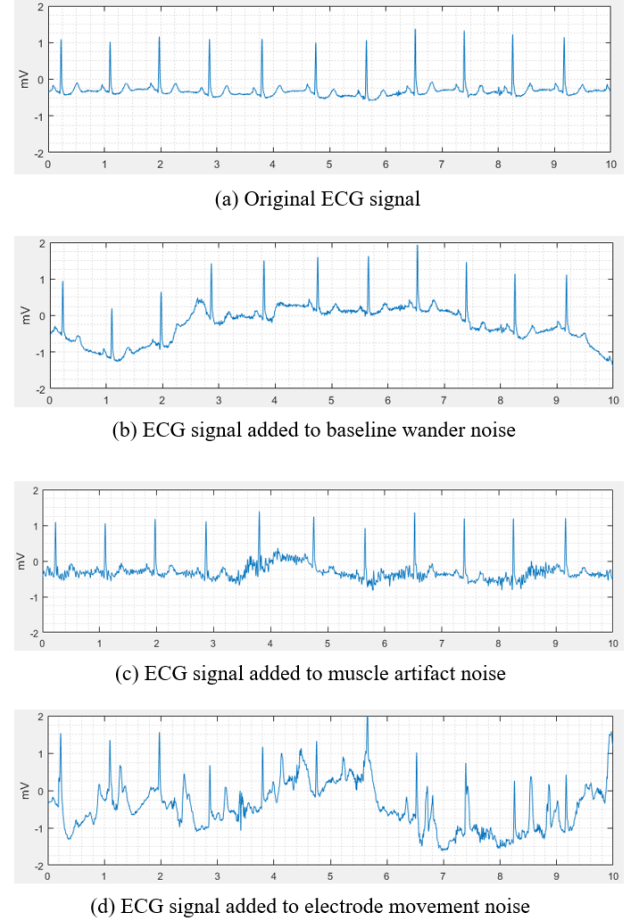 2
1
0
-1
-2
mV
0 1 2 3 4 5 6 7 8 9 10
(a) Original ECG signal
2
1
0
-1
-2
mV
0 1 2 3 4 5 6 7 8 9 10
(b) ECG signal added to baseline wander noise
2
1
0
-1
-2
mV
0 1 2 3 4 5 6 7 8 9 10
(c) ECG signal added to muscle artifact noise
2
1
0
-1
-2
mV
0 1 2 3 4 5 6 7 8 9 10
(d) ECG signal added to electrode movement noise